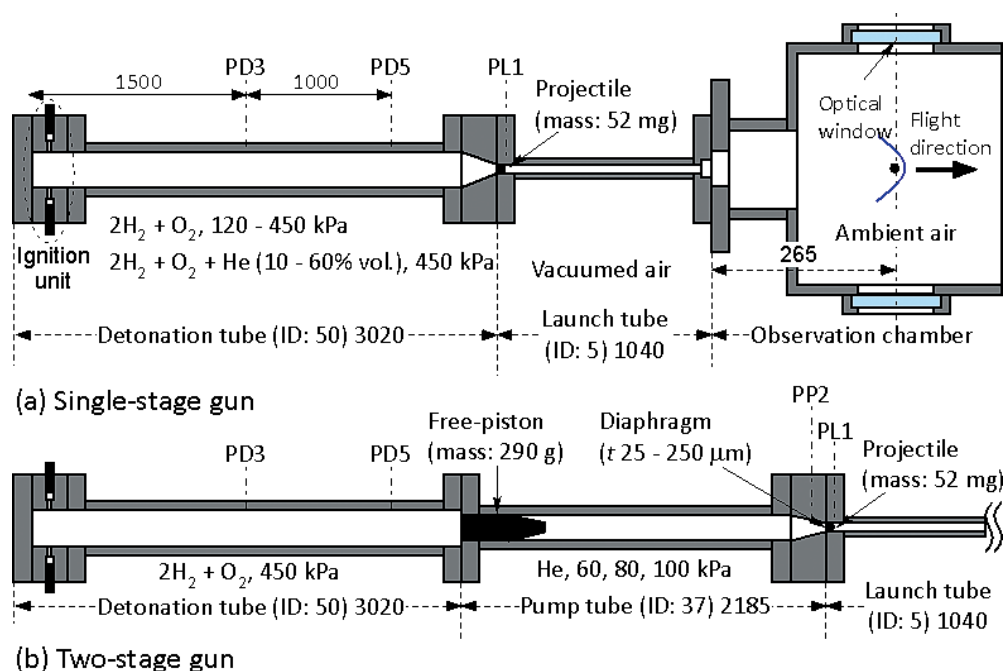 PD3
PD5
PL1
1500
1000
Projectile
(mass: 52 mg)
Optical
window
Flight
direction
2H₂ + O₂, 120 - 450 kPa
Ignition
unit
2H₂ + O₂ + He (10 - 60% vol.), 450 kPa
Vacuumed air
Ambient air
265
Detonation tube (ID: 50) 3020
Launch tube
(ID: 5) 1040
Observation chamber
(a) Single-stage gun
PD3
PD5
Free-piston
(mass: 290 g)
Diaphragm
(t 25 - 250 μm)
PP2
PL1
Projectile
(mass: 52 mg)
2H₂ + O₂, 450 kPa
He, 60, 80, 100 kPa
Detonation tube (ID: 50) 3020
Pump tube (ID: 37) 2185
Launch tube
(ID: 5) 1040
(b) Two-stage gun